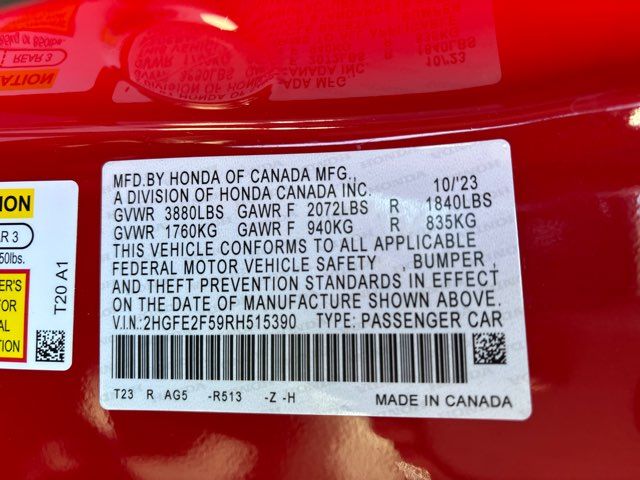 MFD.BY HONDA OF CANADA MFG., 10/'23
A DIVISION OF HONDA CANADA INC.
GVWR 3880LBS GAWR F 2072LBS R 1840LBS
GVWR 1760KG GAWR F 940KG R 835KG
THIS VEHICLE CONFORMS TO ALL APPLICABLE
FEDERAL MOTOR VEHICLE SAFETY , BUMPER ,
AND THEFT PREVENTION STANDARDS IN EFFECT
ON THE DATE OF MANUFACTURE SHOWN ABOVE.
V.I.N.:2HGFE2F59RH515390 TYPE: PASSENGER CAR
T23 R AG5 -R513 -Z -H MADE IN CANADA
T20 A1
REAR 3